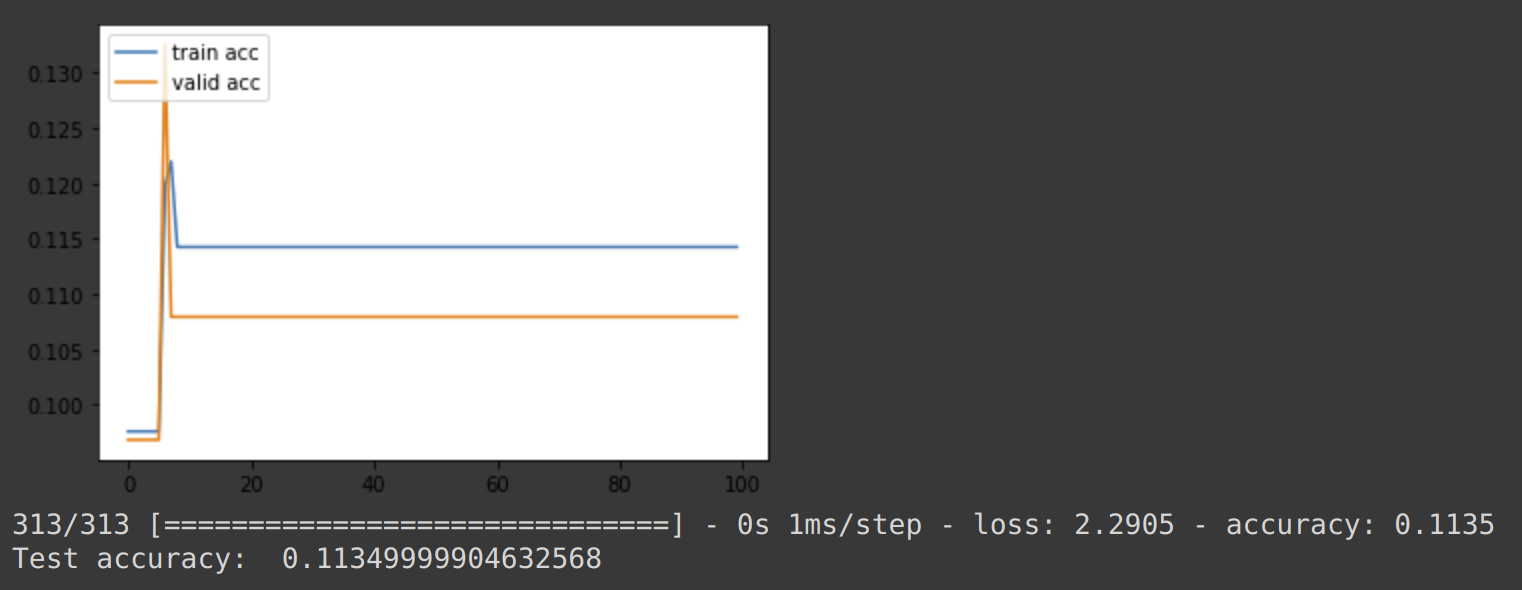 train acc
valid acc
0.130
0.125
0.120
0.115
0.110
0.105
0.100
0 20 40 60 80 100
313/313 [==============================] - 0s 1ms/step - loss: 2.2905 - accuracy: 0.1135
Test accuracy:  0.11349999904632568